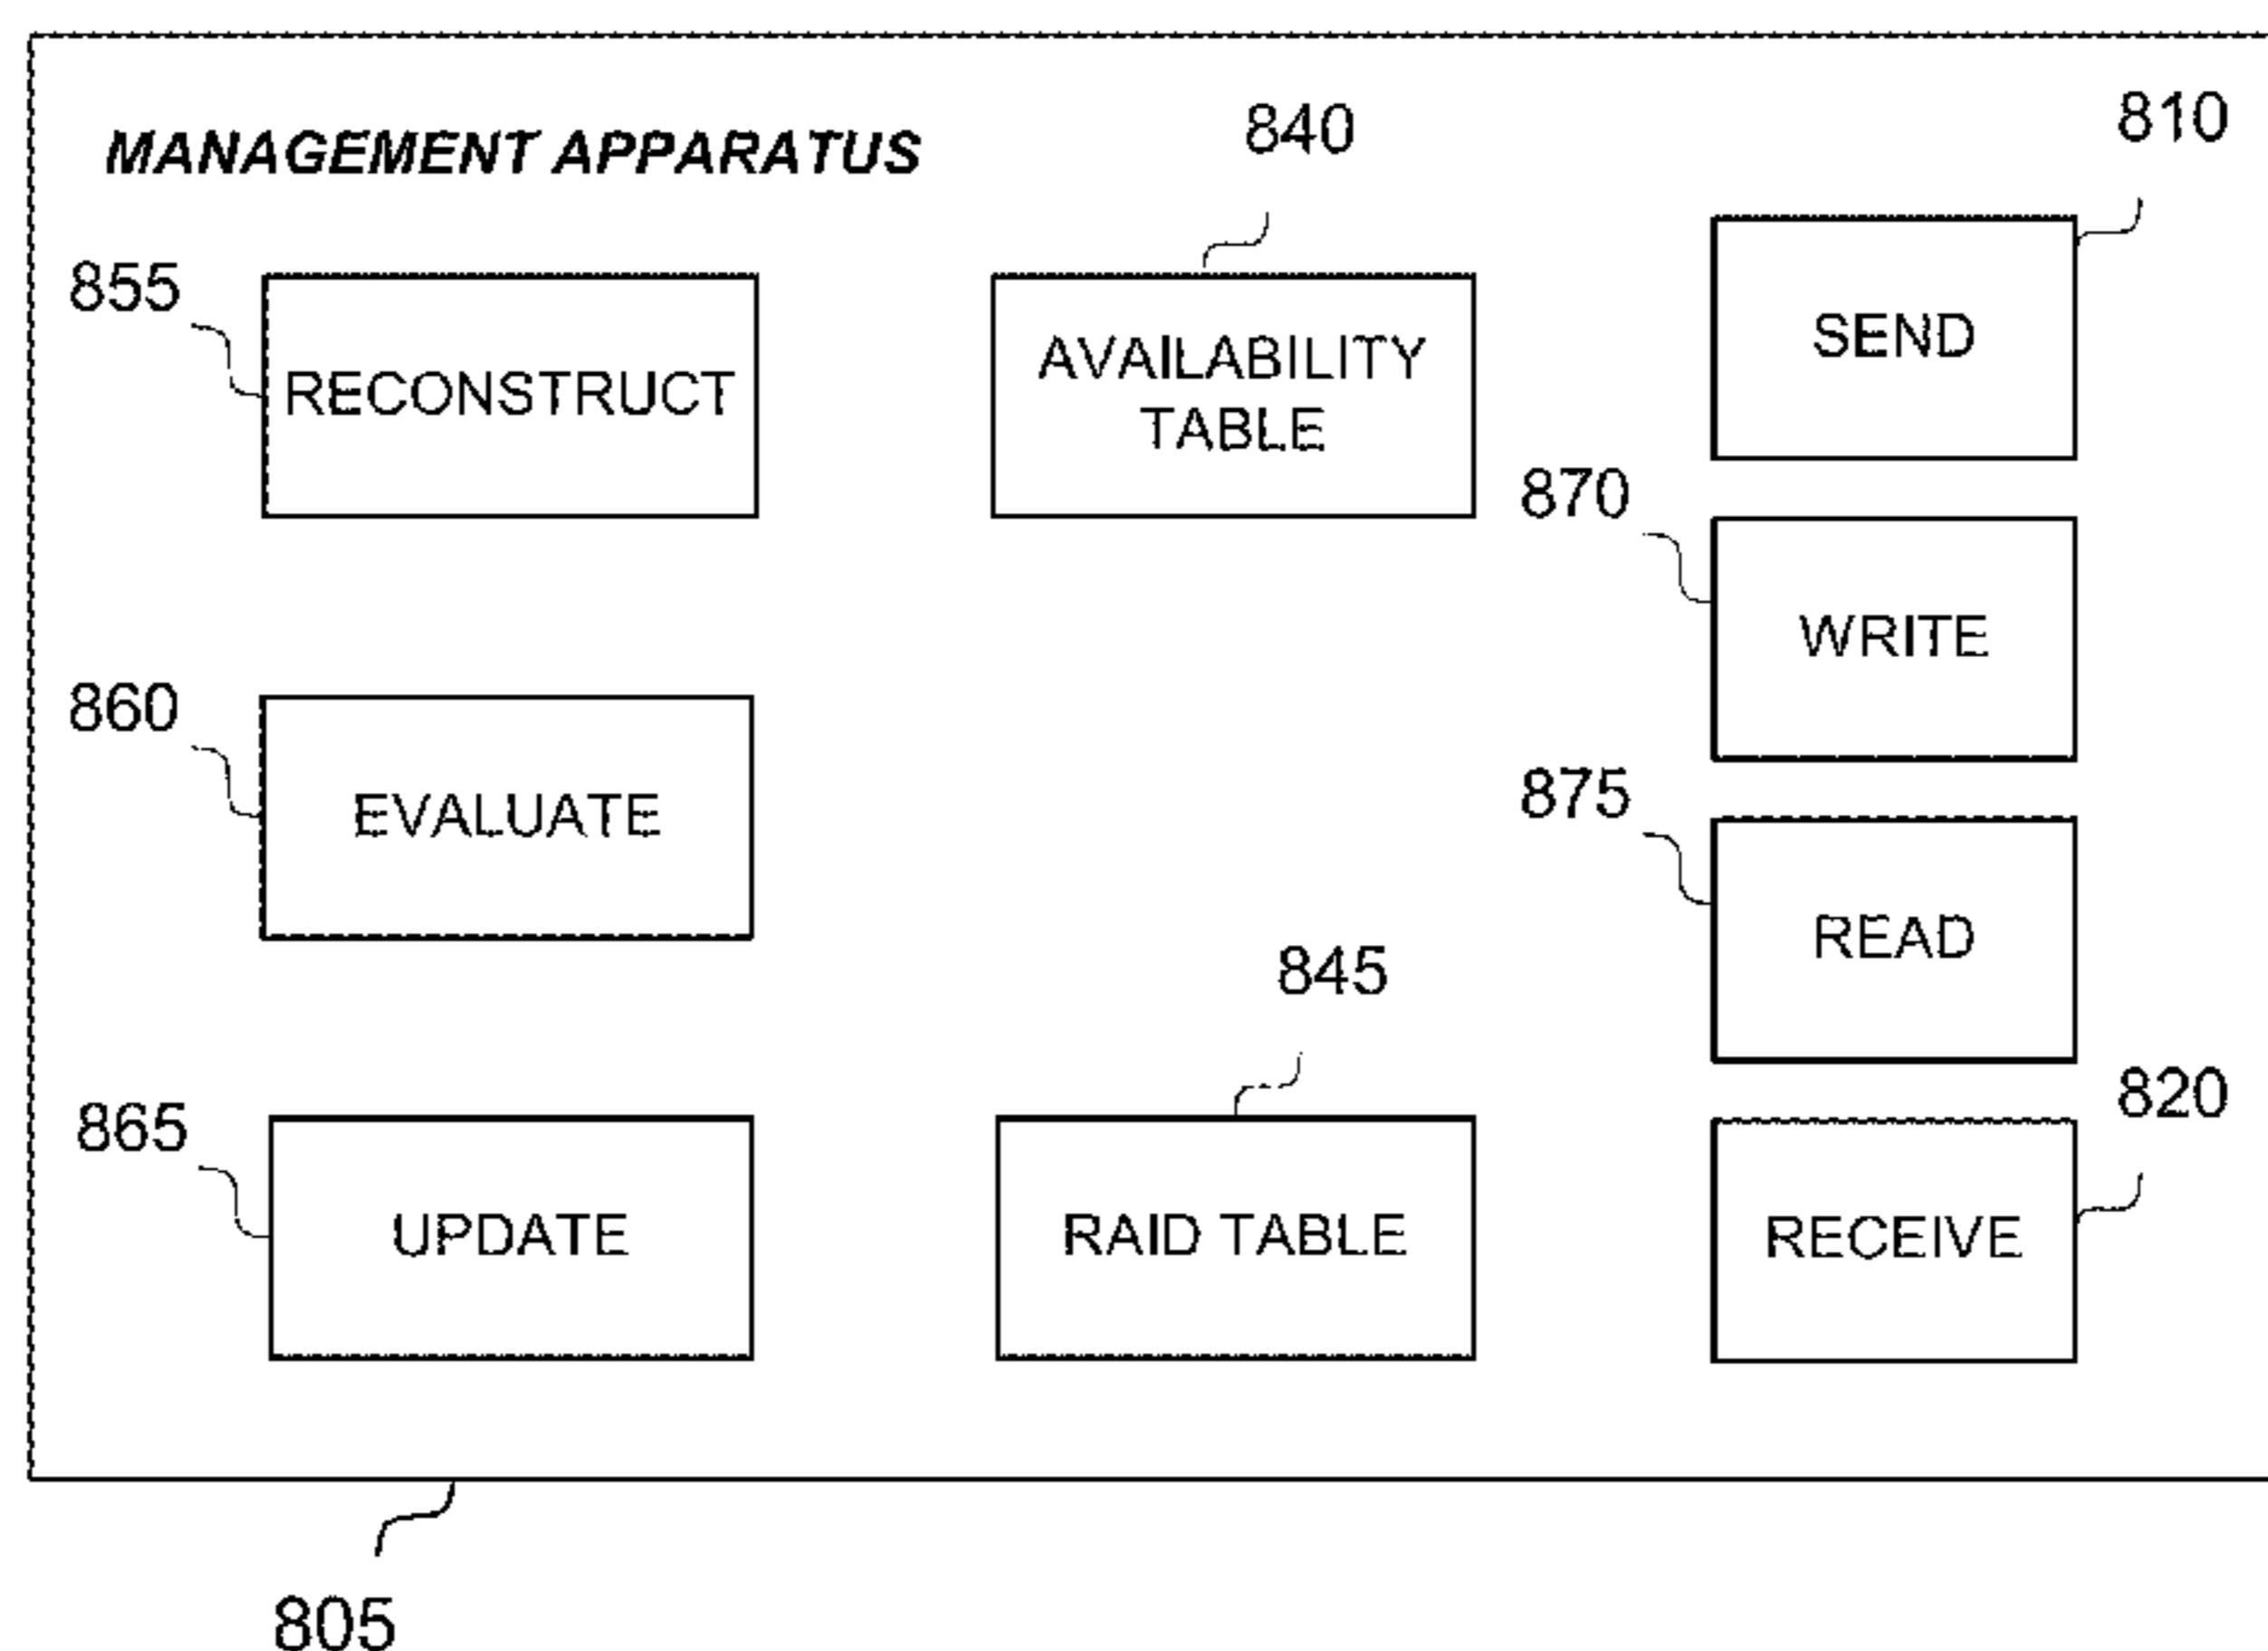 MANAGEMENT APPARATUS
840
810
855
RECONSTRUCT
AVAILABILITY
TABLE
SEND
870
WRITE
860
EVALUATE
875
READ
845
865
UPDATE
RAID TABLE
820
RECEIVE
805